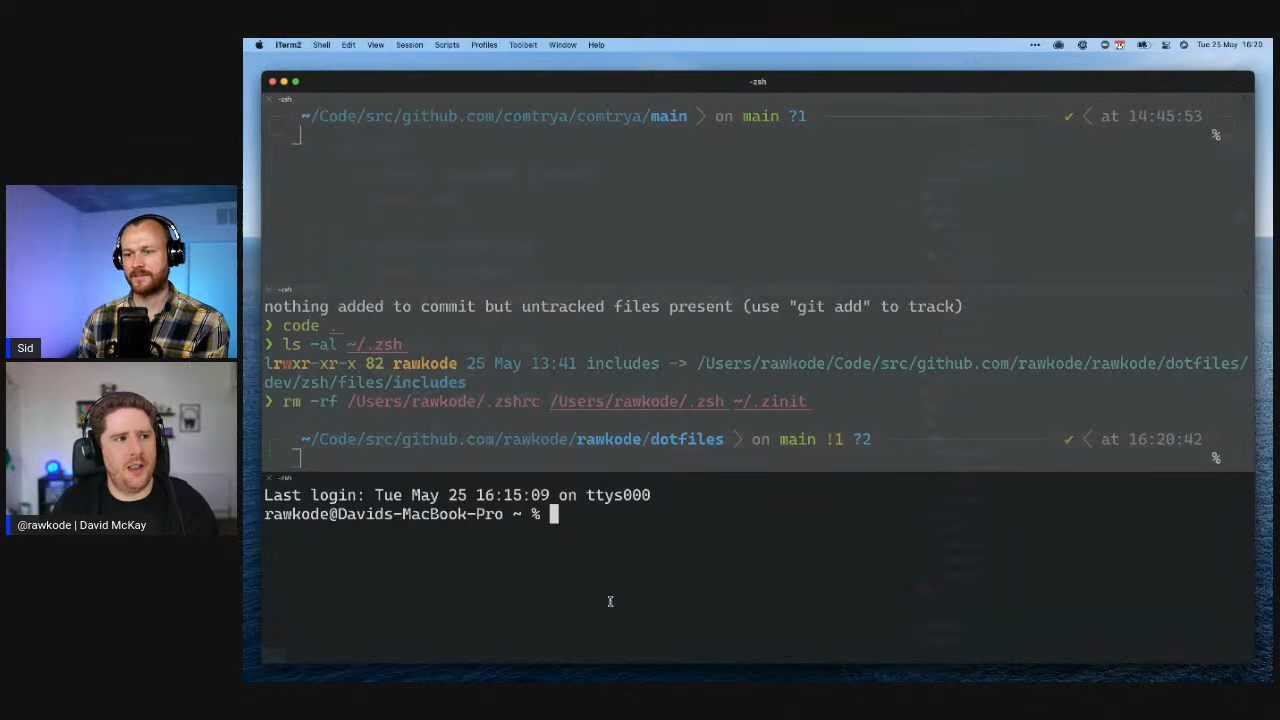 iTerm2 Shell Edit View Session Scripts Profiles Toolbelt Window Help
25 Tue 25 May 16:20
-zsh
-zsh
~/Code/src/github.com/comtrya/comtrya/main on main ?1 ✔ at 14:45:53
%
-zsh
nothing added to commit but untracked files present (use "git add" to track)
❯ code .
❯ ls -al ~/.zsh
lrwxr-xr-x 82 rawkode 25 May 13:41 includes -> /Users/rawkode/Code/src/github.com/rawkode/rawkode/dotfiles/
dev/zsh/files/includes
❯ rm -rf /Users/rawkode/.zshrc /Users/rawkode/.zsh ~/.zinit
~/Code/src/github.com/rawkode/rawkode/dotfiles on main !1 ?2 ✔ at 16:20:42
%
-zsh
Last login: Tue May 25 16:15:09 on ttys000
rawkode@Davids-MacBook-Pro ~ %
Sid
@rawkode | David McKay